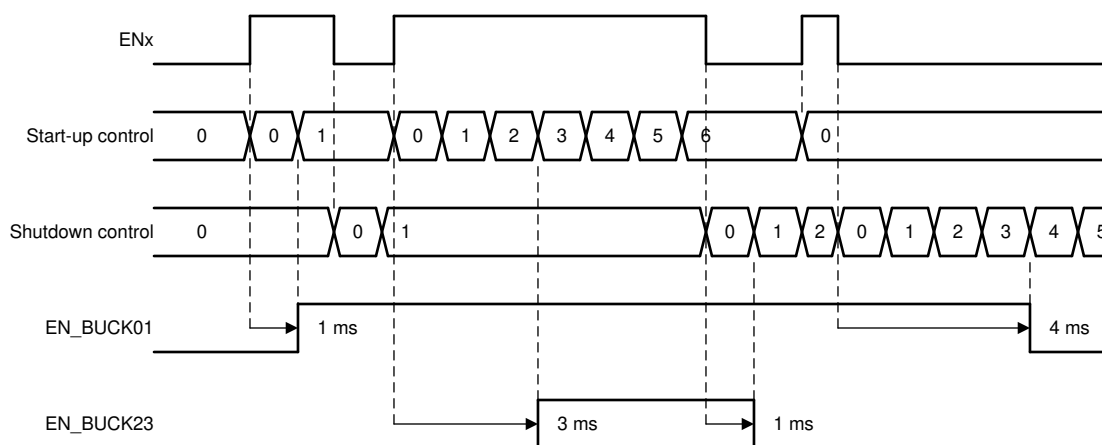 ENx
Start-up control 0 0 1 0 1 2 3 4 5 6 0
Shutdown control 0 0 1 0 1 2 0 1 2 3 4 5
EN_BUCK01 1 ms 4 ms
EN_BUCK23 3 ms 1 ms